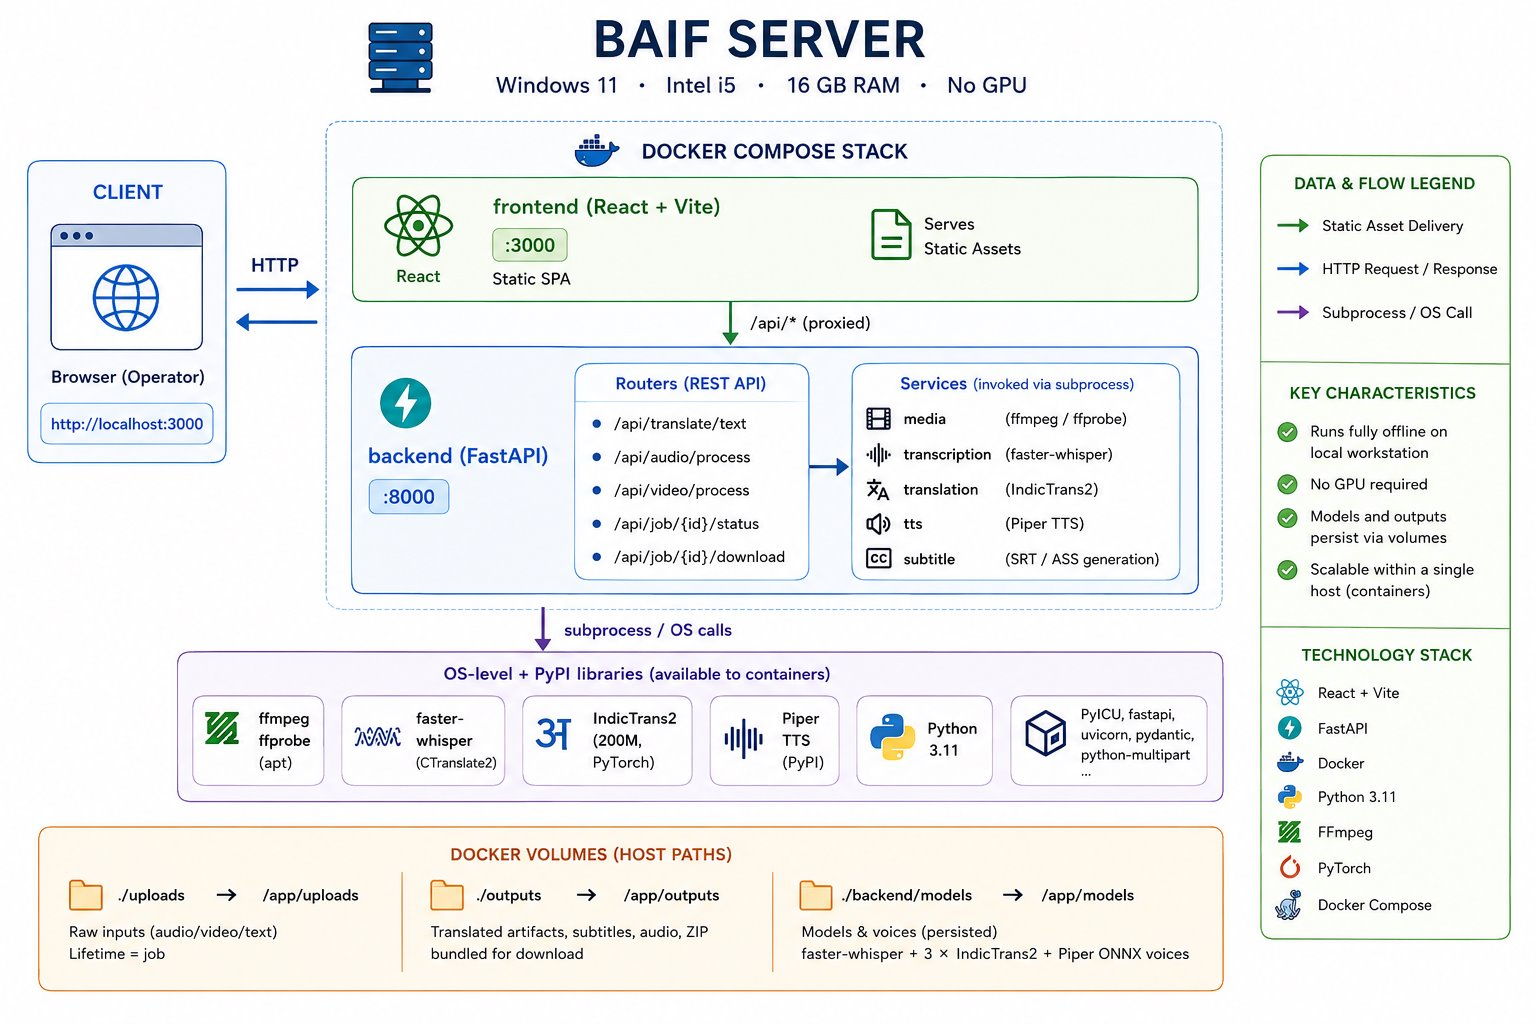 BAIF SERVER
Windows 11 • Intel i5 • 16 GB RAM • No GPU
CLIENT
Browser (Operator)
http://localhost:3000
HTTP
DOCKER COMPOSE STACK
React
frontend (React + Vite)
:3000
Static SPA
Serves
Static Assets
/api/* (proxied)
backend (FastAPI)
:8000
Routers (REST API)
• /api/translate/text
• /api/audio/process
• /api/video/process
• /api/job/{id}/status
• /api/job/{id}/download
Services (invoked via subprocess)
media (ffmpeg / ffprobe)
transcription (faster-whisper)
translation (IndicTrans2)
tts (Piper TTS)
CC subtitle (SRT / ASS generation)
subprocess / OS calls
OS-level + PyPI libraries (available to containers)
ffmpeg
ffprobe
(apt)
faster-
whisper
(CTranslate2)
अ
IndicTrans2
(200M,
PyTorch)
Piper
TTS
(PyPI)
Python
3.11
PyICU, fastapi,
uvicorn, pydantic,
python-multipart
...
DOCKER VOLUMES (HOST PATHS)
./uploads → /app/uploads
Raw inputs (audio/video/text)
Lifetime = job
./outputs → /app/outputs
Translated artifacts, subtitles, audio, ZIP
bundled for download
./backend/models → /app/models
Models & voices (persisted)
faster-whisper + 3 × IndicTrans2 + Piper ONNX voices
DATA & FLOW LEGEND
Static Asset Delivery
HTTP Request / Response
Subprocess / OS Call
KEY CHARACTERISTICS
Runs fully offline on
local workstation
No GPU required
Models and outputs
persist via volumes
Scalable within a single
host (containers)
TECHNOLOGY STACK
React + Vite
FastAPI
Docker
Python 3.11
FFmpeg
PyTorch
Docker Compose